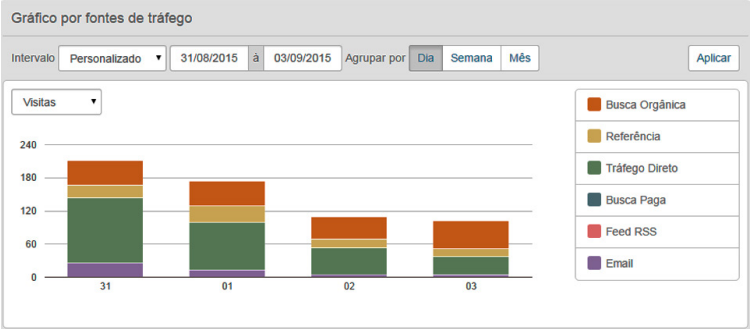 Gráfico por fontes de tráfego
Intervalo Personalizado 31/08/2015 à 03/09/2015 Agrupar por Dia Semana Mês Aplicar
Visitas
240
180
120
60
0
31 01 02 03
Busca Orgânica
Referência
Tráfego Direto
Busca Paga
Feed RSS
Email